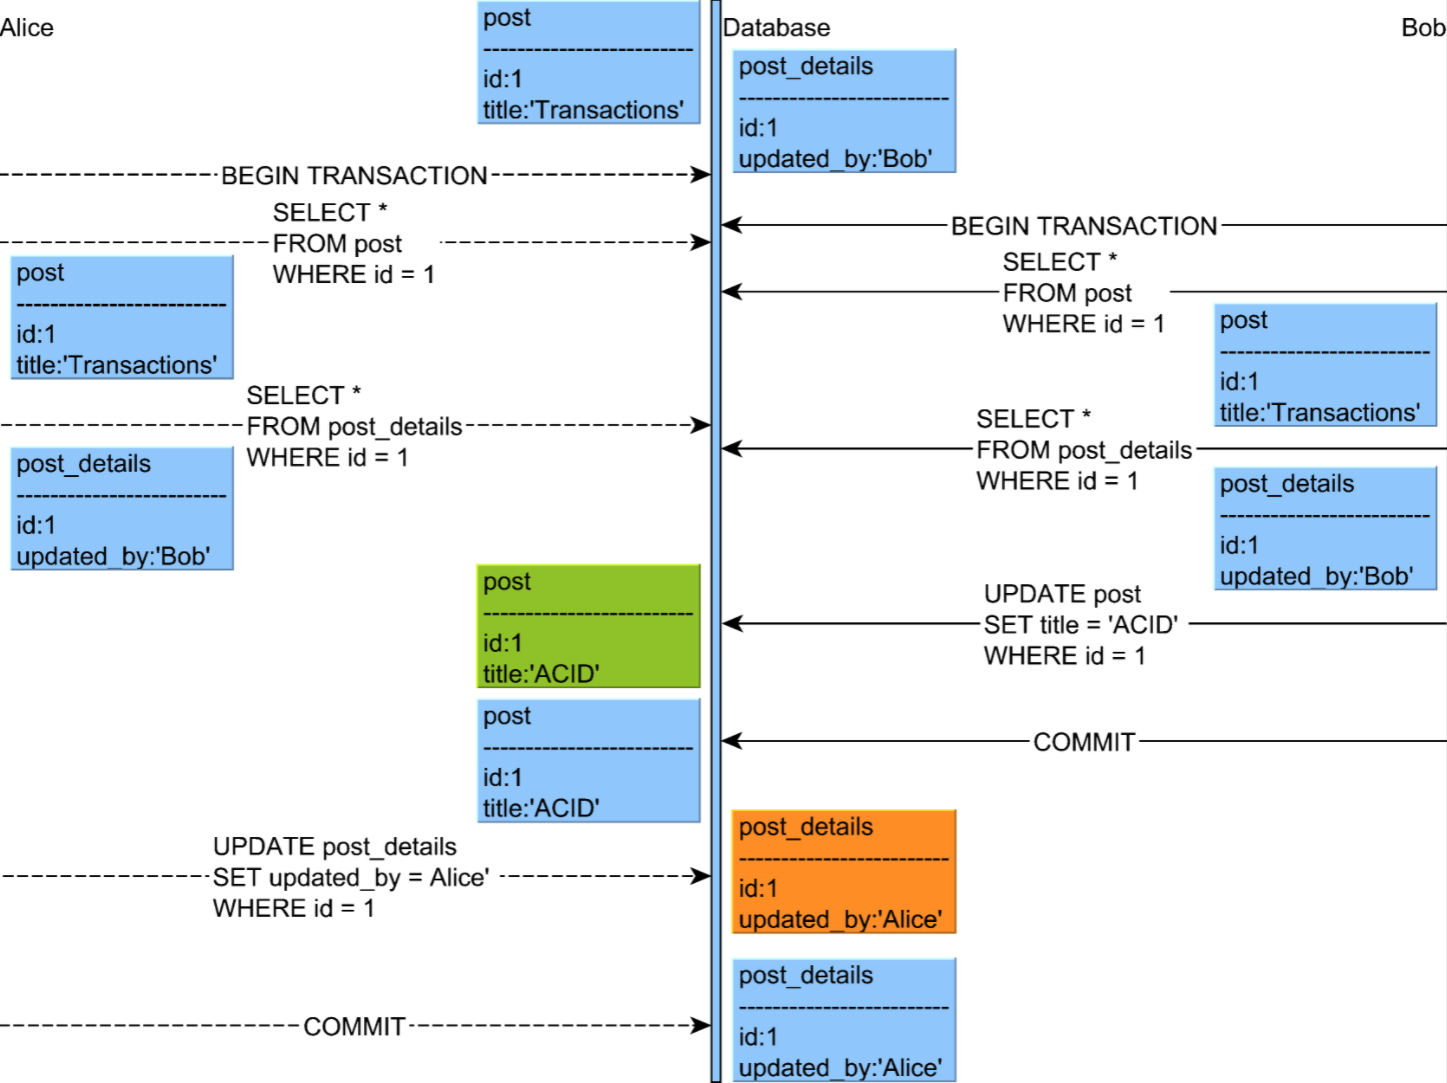 Alice
Database
Bob
post
-------------------------
id:1
title:'Transactions'
post_details
-------------------------
id:1
updated_by:'Bob'
BEGIN TRANSACTION
BEGIN TRANSACTION
SELECT *
FROM post
WHERE id = 1
SELECT *
FROM post
WHERE id = 1
post
-------------------------
id:1
title:'Transactions'
post
-------------------------
id:1
title:'Transactions'
SELECT *
FROM post_details
WHERE id = 1
SELECT *
FROM post_details
WHERE id = 1
post_details
-------------------------
id:1
updated_by:'Bob'
post_details
-------------------------
id:1
updated_by:'Bob'
UPDATE post
SET title = 'ACID'
WHERE id = 1
post
-------------------------
id:1
title:'ACID'
COMMIT
post
-------------------------
id:1
title:'ACID'
UPDATE post_details
SET updated_by = Alice'
WHERE id = 1
post_details
-------------------------
id:1
updated_by:'Alice'
COMMIT
post_details
-------------------------
id:1
updated_by:'Alice'